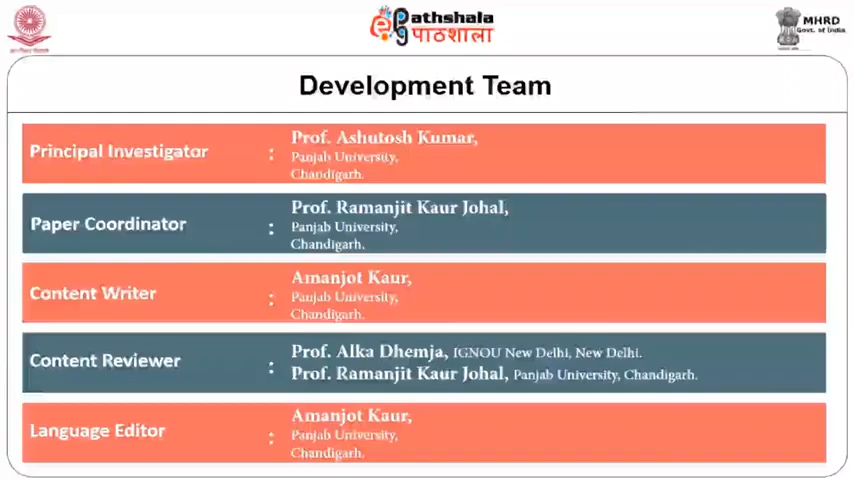 ePathshala
पाठशाला
MHRD
Govt. of India
Development Team
Principal Investigator : Prof. Ashutosh Kumar,
Panjab University,
Chandigarh.
Paper Coordinator : Prof. Ramanjit Kaur Johal,
Panjab University,
Chandigarh.
Content Writer : Amanjot Kaur,
Panjab University,
Chandigarh.
Content Reviewer : Prof. Alka Dhemja, IGNOU New Delhi, New Delhi.
Prof. Ramanjit Kaur Johal, Panjab University, Chandigarh.
Language Editor : Amanjot Kaur,
Panjab University,
Chandigarh.